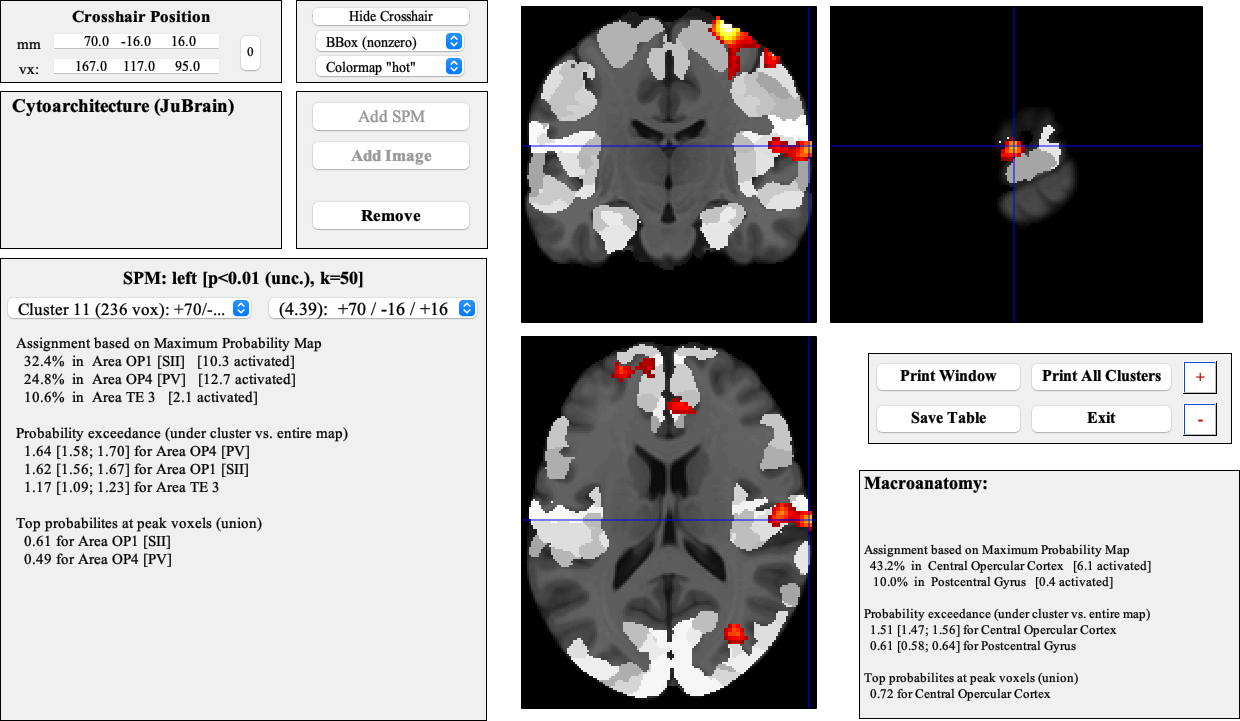 Crosshair Position
mm 70.0 -16.0 16.0
vx: 167.0 117.0 95.0
0
Hide Crosshair
BBox (nonzero)
Colormap "hot"
Cytoarchitecture (JuBrain)
Add SPM
Add Image
Remove
SPM: left [p<0.01 (unc.), k=50]
Cluster 11 (236 vox): +70/-...
(4.39): +70 / -16 / +16
Assignment based on Maximum Probability Map
32.4% in Area OP1 [SII] [10.3 activated]
24.8% in Area OP4 [PV] [12.7 activated]
10.6% in Area TE 3 [2.1 activated]
Probability exceedance (under cluster vs. entire map)
1.64 [1.58; 1.70] for Area OP4 [PV]
1.62 [1.56; 1.67] for Area OP1 [SII]
1.17 [1.09; 1.23] for Area TE 3
Top probabilites at peak voxels (union)
0.61 for Area OP1 [SII]
0.49 for Area OP4 [PV]
Print Window
Print All Clusters
+
Save Table
Exit
-
Macroanatomy:
Assignment based on Maximum Probability Map
43.2% in Central Opercular Cortex [6.1 activated]
10.0% in Postcentral Gyrus [0.4 activated]
Probability exceedance (under cluster vs. entire map)
1.51 [1.47; 1.56] for Central Opercular Cortex
0.61 [0.58; 0.64] for Postcentral Gyrus
Top probabilites at peak voxels (union)
0.72 for Central Opercular Cortex